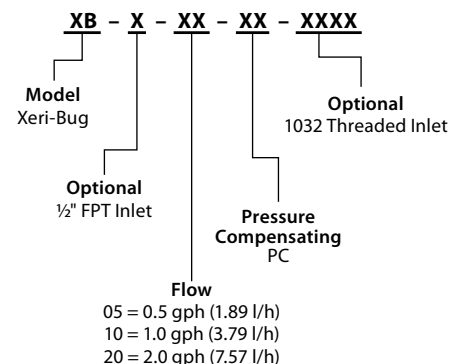 XB – X – XX – XX – XXXX
Model
Xeri-Bug
Optional
1032 Threaded Inlet
Optional
½" FPT Inlet
Pressure
Compensating
PC
Flow
05 = 0.5 gph (1.89 l/h)
10 = 1.0 gph (3.79 l/h)
20 = 2.0 gph (7.57 l/h)